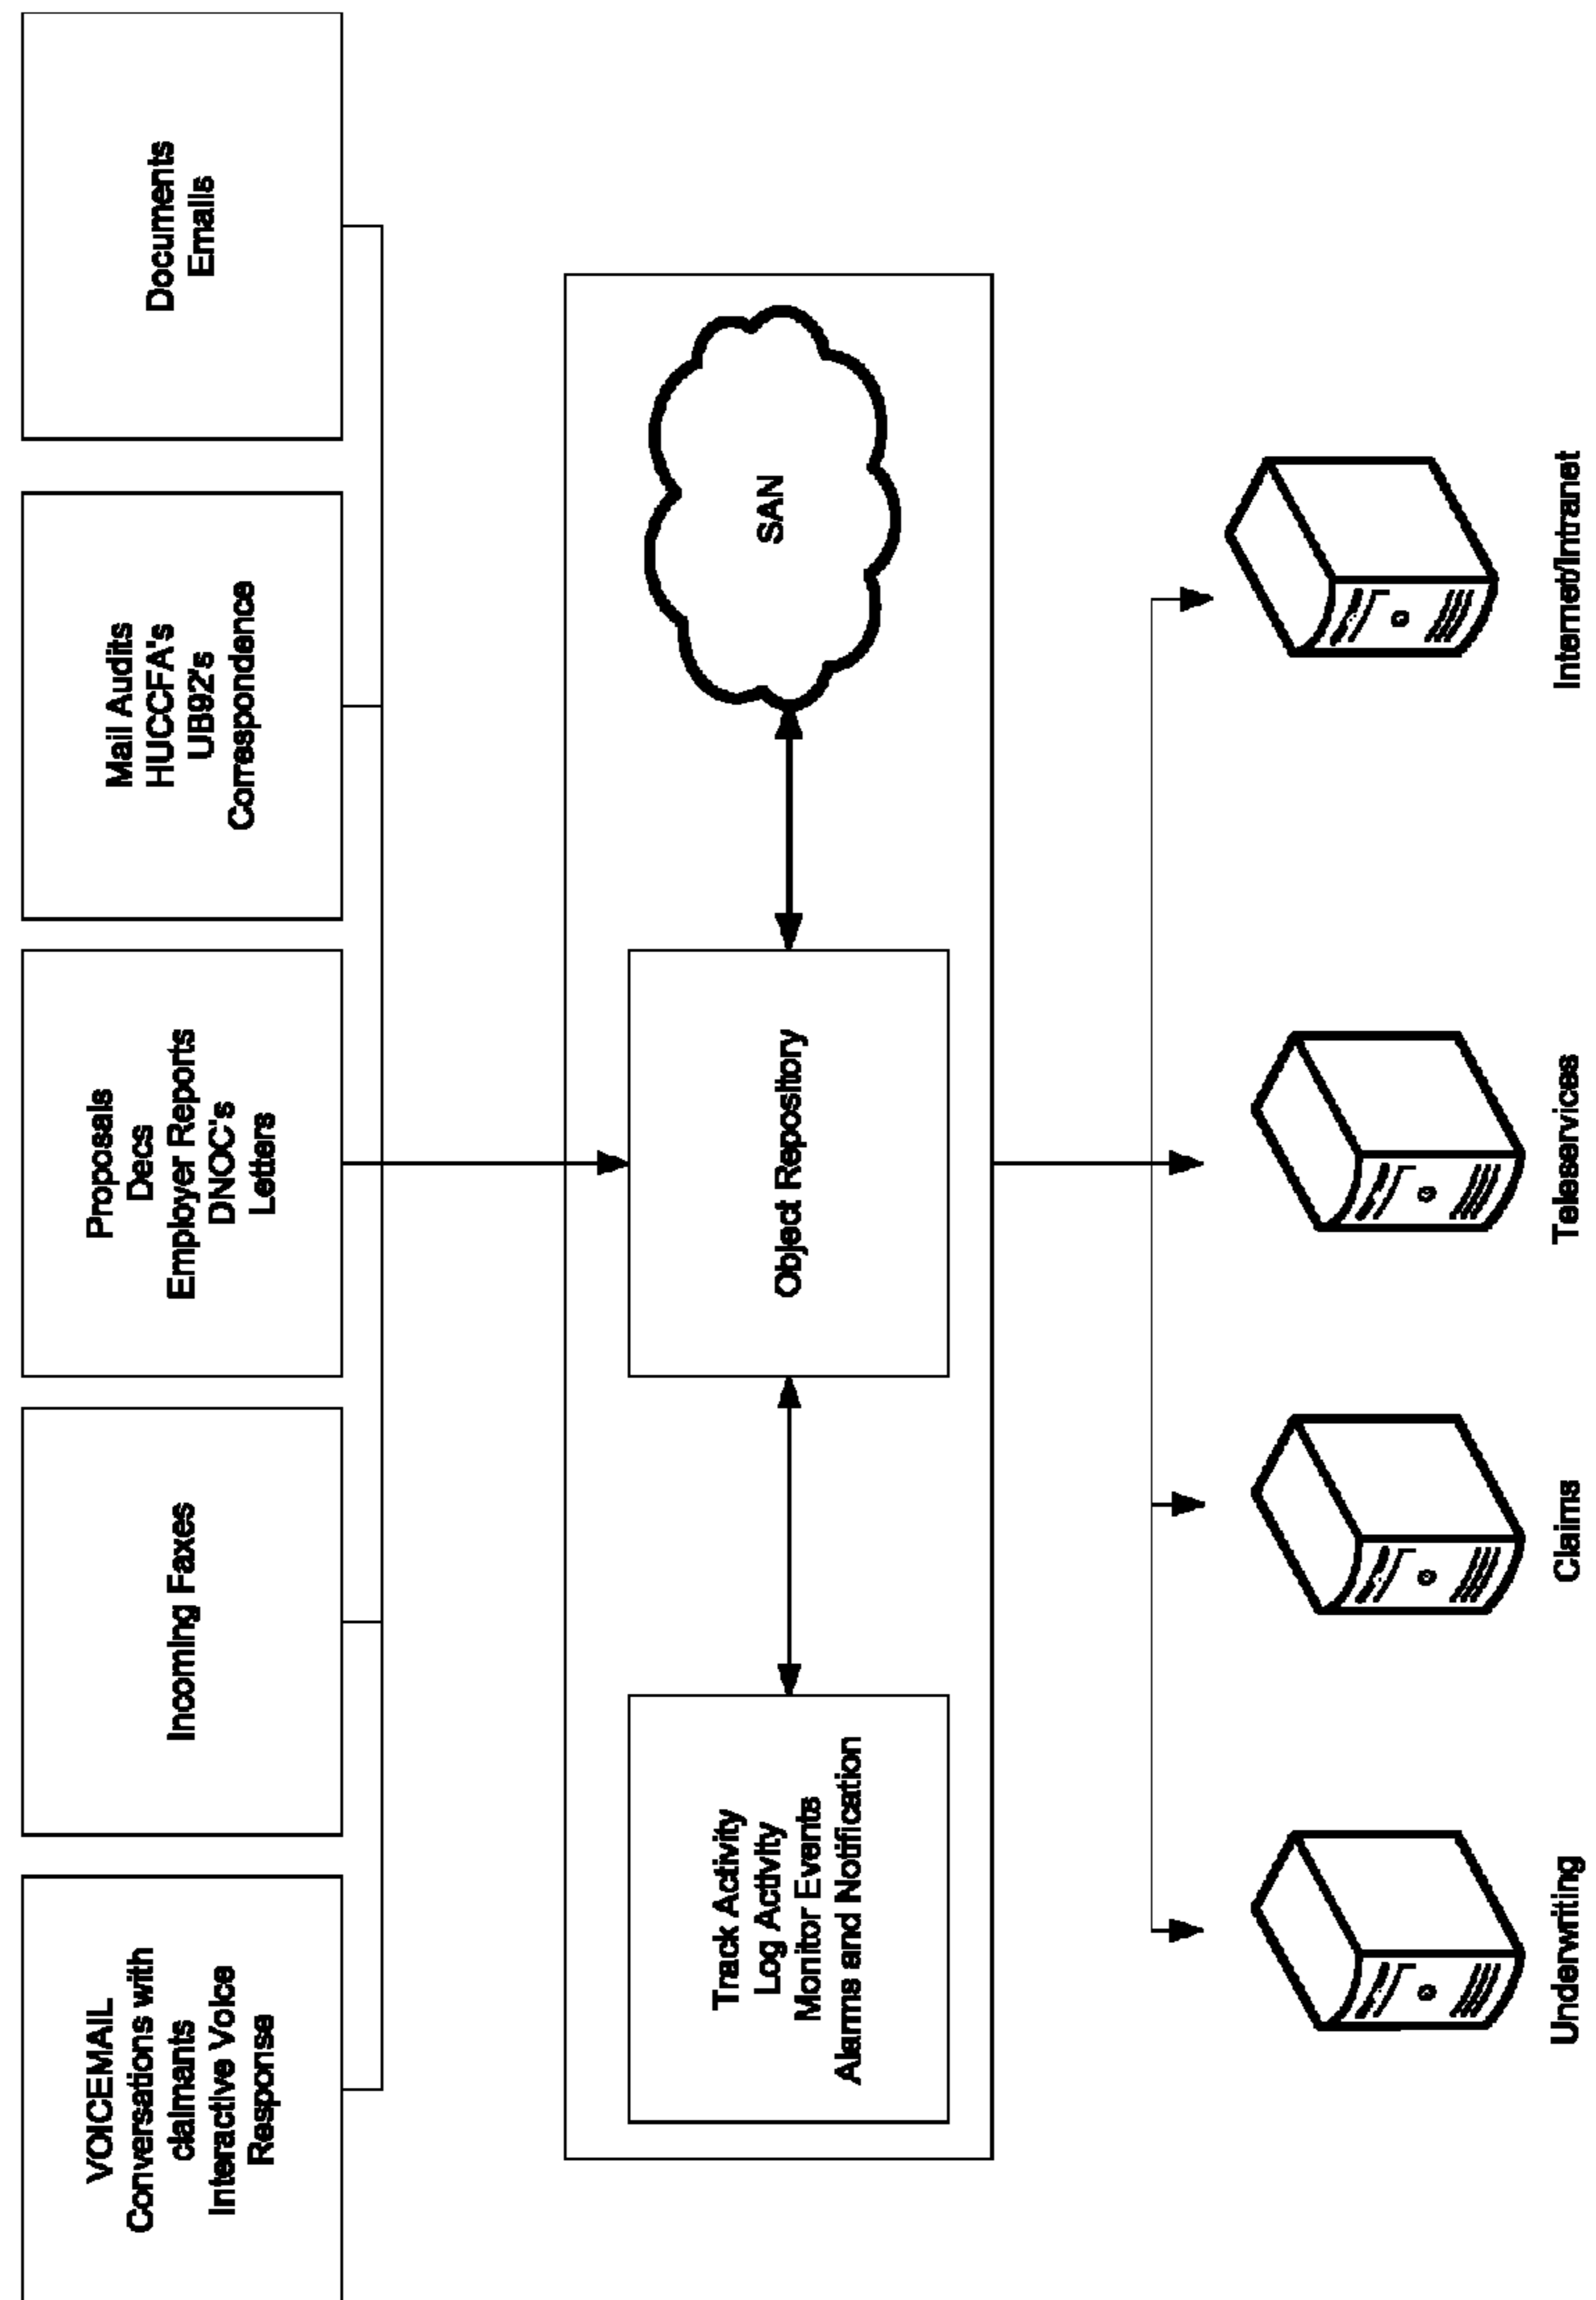 VOICEMAIL
Conversations with
claimants
Interactive Voice
Response
Incoming Faxes
Proposals
Decs
Employer Reports
DNOC's
Letters
Mail Audits
HUCCFA's
UB92's
Correspondence
Documents
Emails
Track Activity
Log Activity
Monitor Events
Alarms and Notification
Object Repository
SAN
Underwriting
Claims
Teleservices
Internet/Intranet